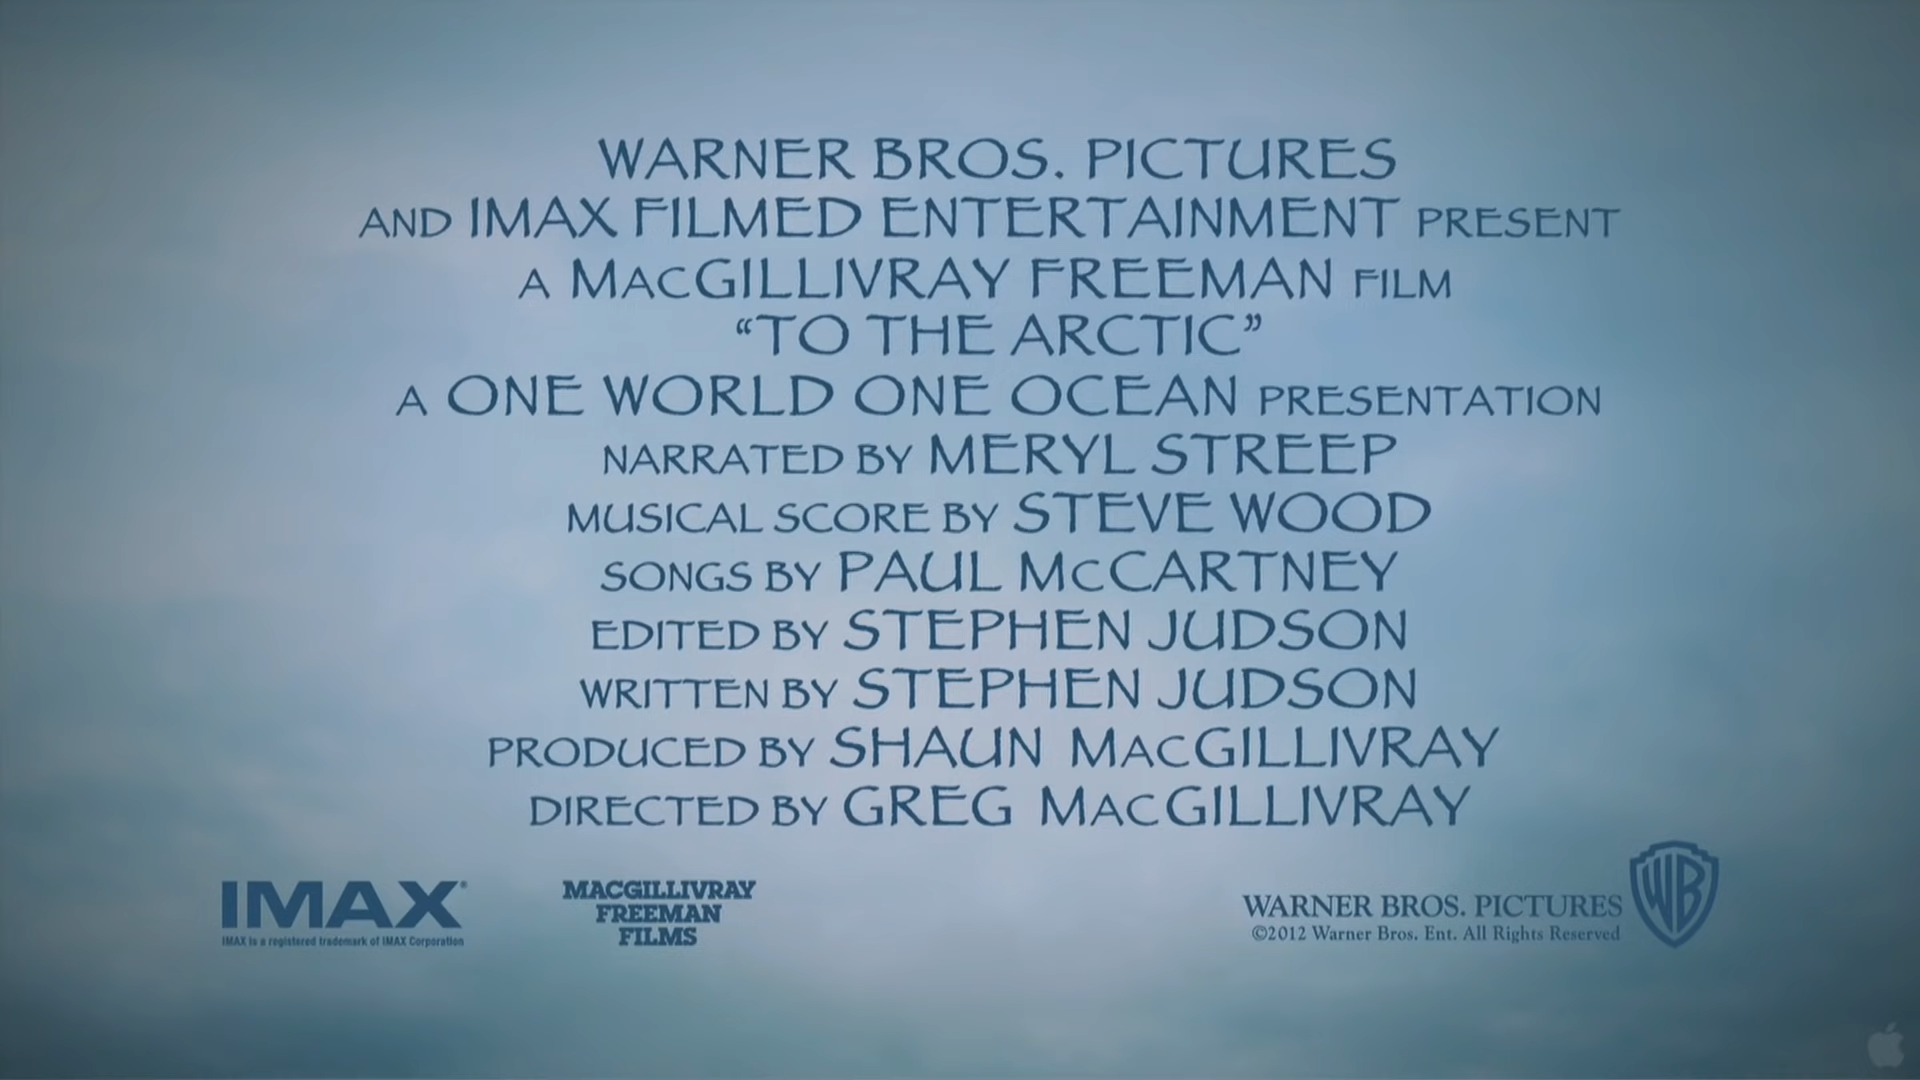 WARNER BROS. PICTURES
AND IMAX FILMED ENTERTAINMENT PRESENT
A MACGILLIVRAY FREEMAN FILM
“TO THE ARCTIC”
A ONE WORLD ONE OCEAN PRESENTATION
NARRATED BY MERYL STREEP
MUSICAL SCORE BY STEVE WOOD
SONGS BY PAUL MCCARTNEY
EDITED BY STEPHEN JUDSON
WRITTEN BY STEPHEN JUDSON
PRODUCED BY SHAUN MACGILLIVRAY
DIRECTED BY GREG MACGILLIVRAY
IMAX®
IMAX is a registered trademark of IMAX Corporation
MACGILLIVRAY
FREEMAN
FILMS
WARNER BROS. PICTURES
©2012 Warner Bros. Ent. All Rights Reserved
WB